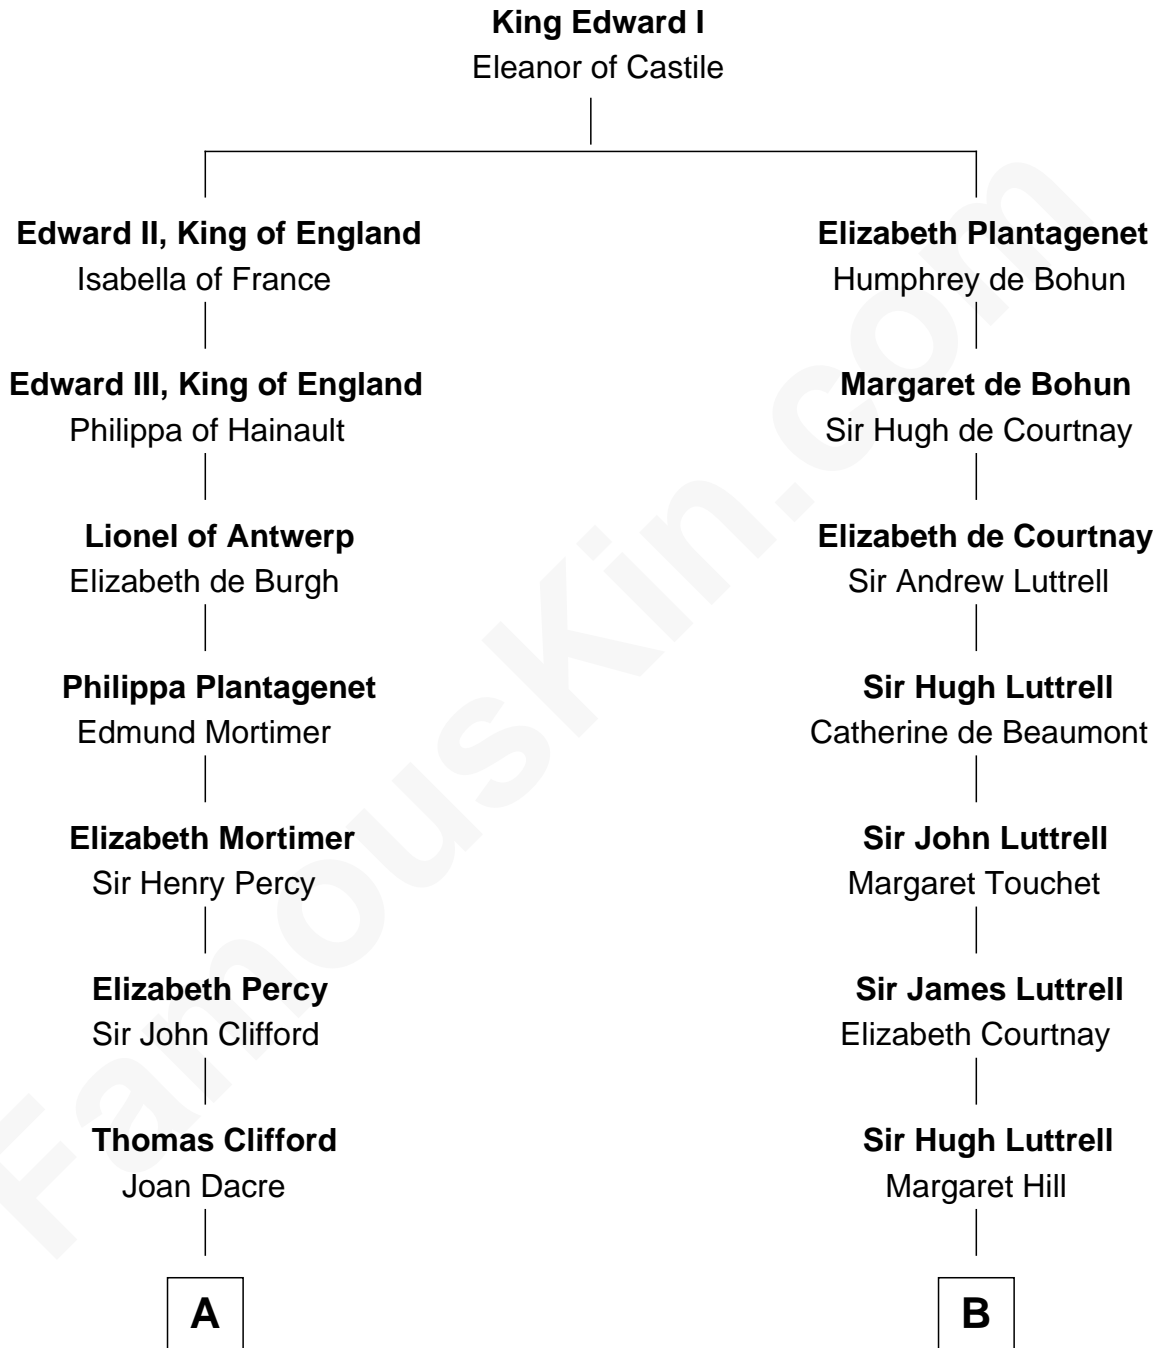 King Edward I
Eleanor of Castile
Edward II, King of England
Isabella of France
Elizabeth Plantagenet
Humphrey de Bohun
Edward III, King of England
Philippa of Hainault
Margaret de Bohun
Sir Hugh de Courtnay
Lionel of Antwerp
Elizabeth de Burgh
Elizabeth de Courtnay
Sir Andrew Luttrell
Philippa Plantagenet
Edmund Mortimer
Sir Hugh Luttrell
Catherine de Beaumont
Elizabeth Mortimer
Sir Henry Percy
Sir John Luttrell
Margaret Touchet
Elizabeth Percy
Sir John Clifford
Sir James Luttrell
Elizabeth Courtnay
Thomas Clifford
Joan Dacre
Sir Hugh Luttrell
Margaret Hill
A
B
FamousKin.com